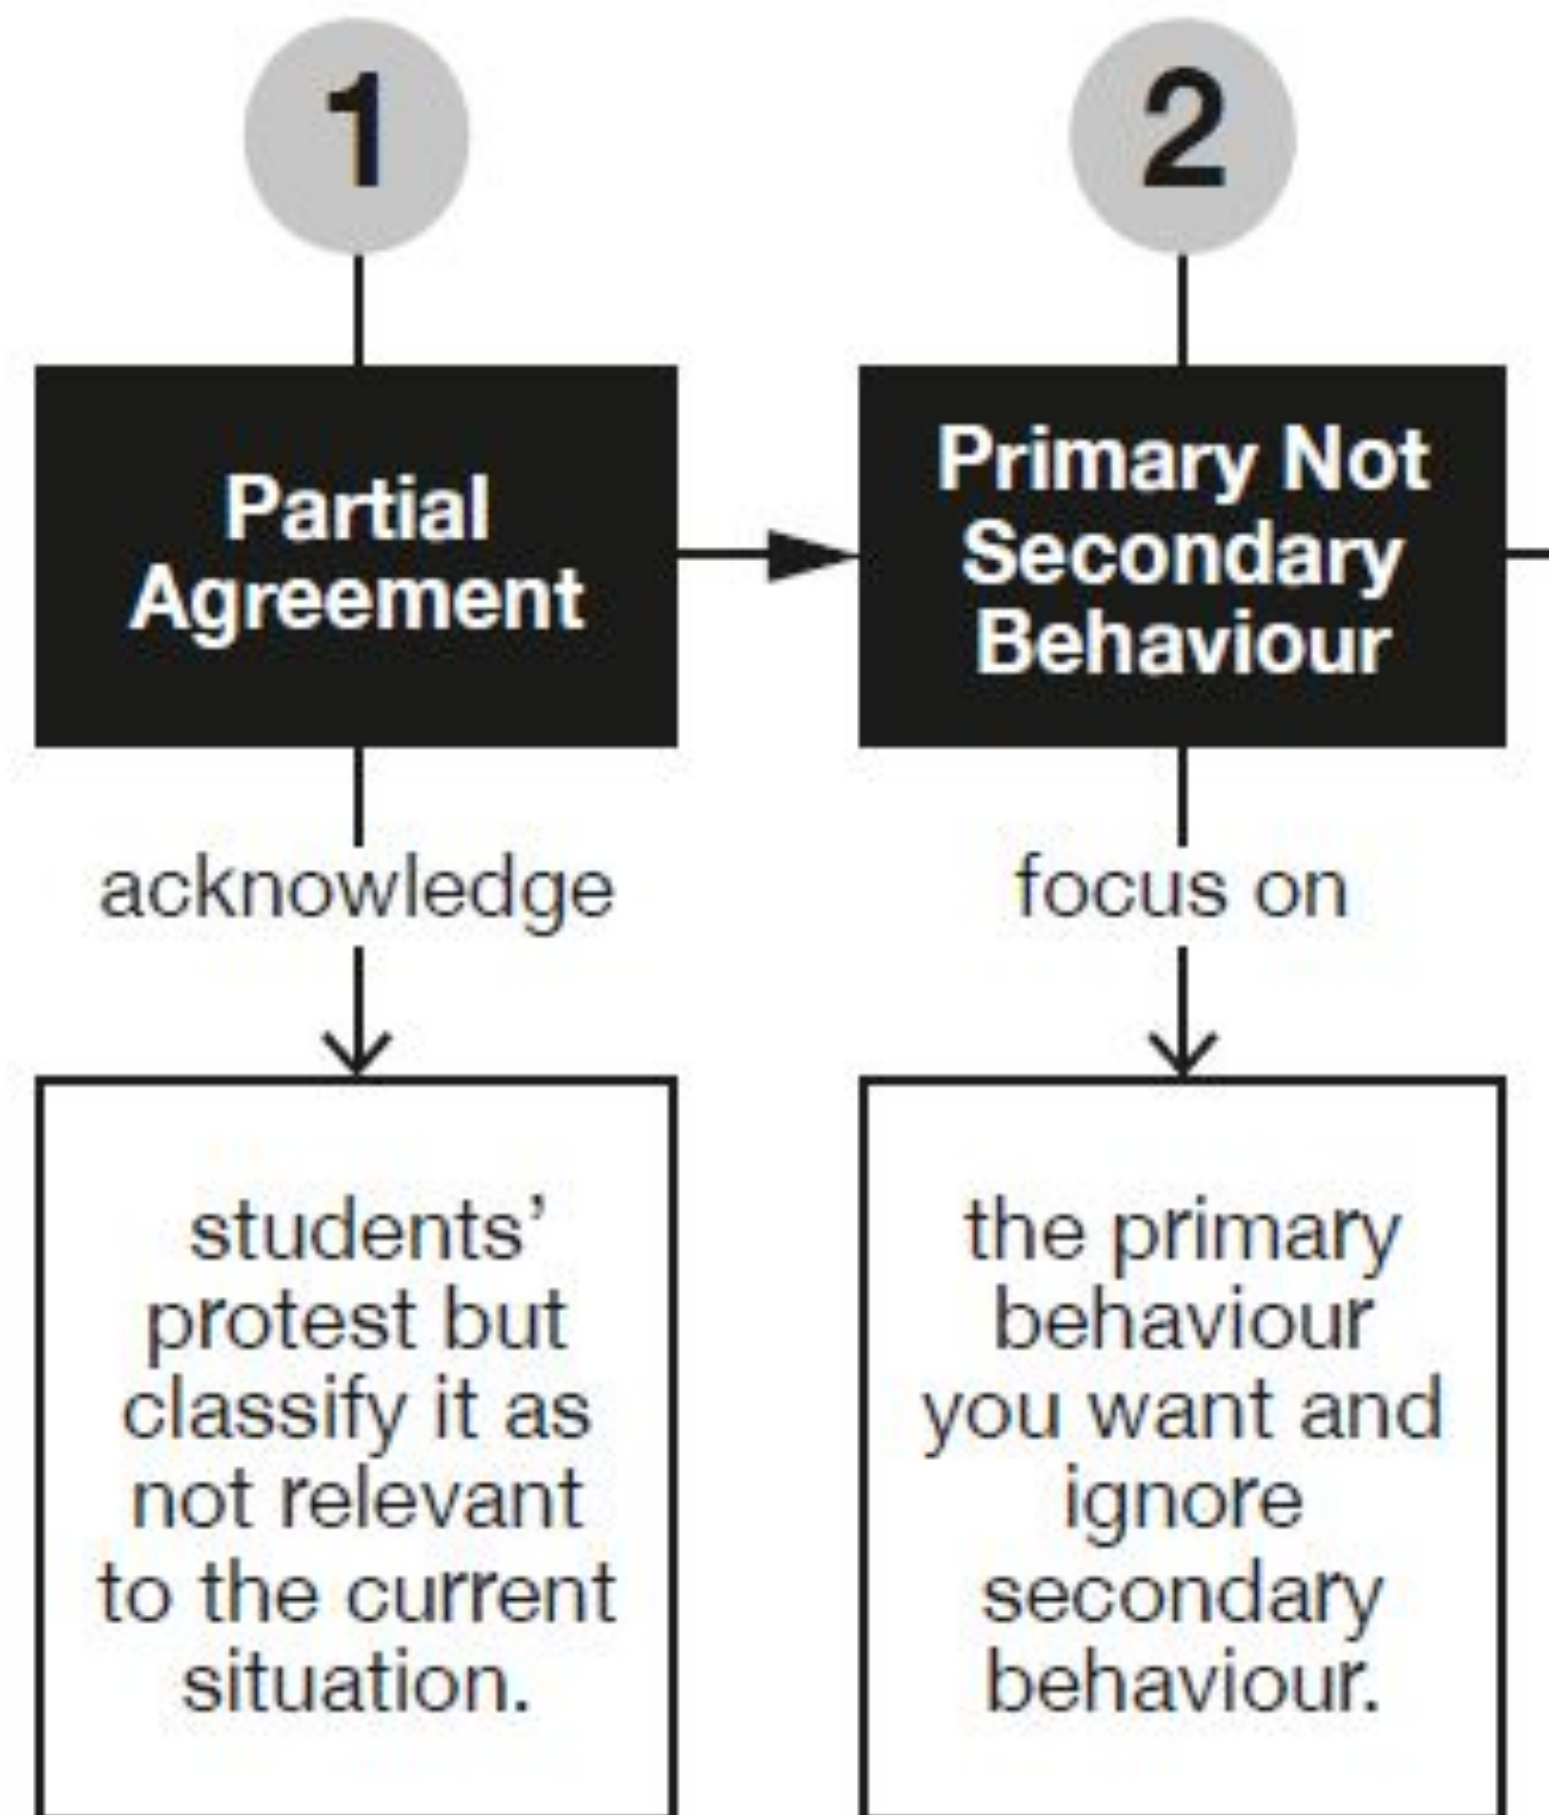 1
Partial
Agreement
acknowledge
students’
protest but
classify it as
not relevant
to the current
situation.
2
Primary Not
Secondary
Behaviour
focus on
the primary
behaviour
you want and
ignore
secondary
behaviour.